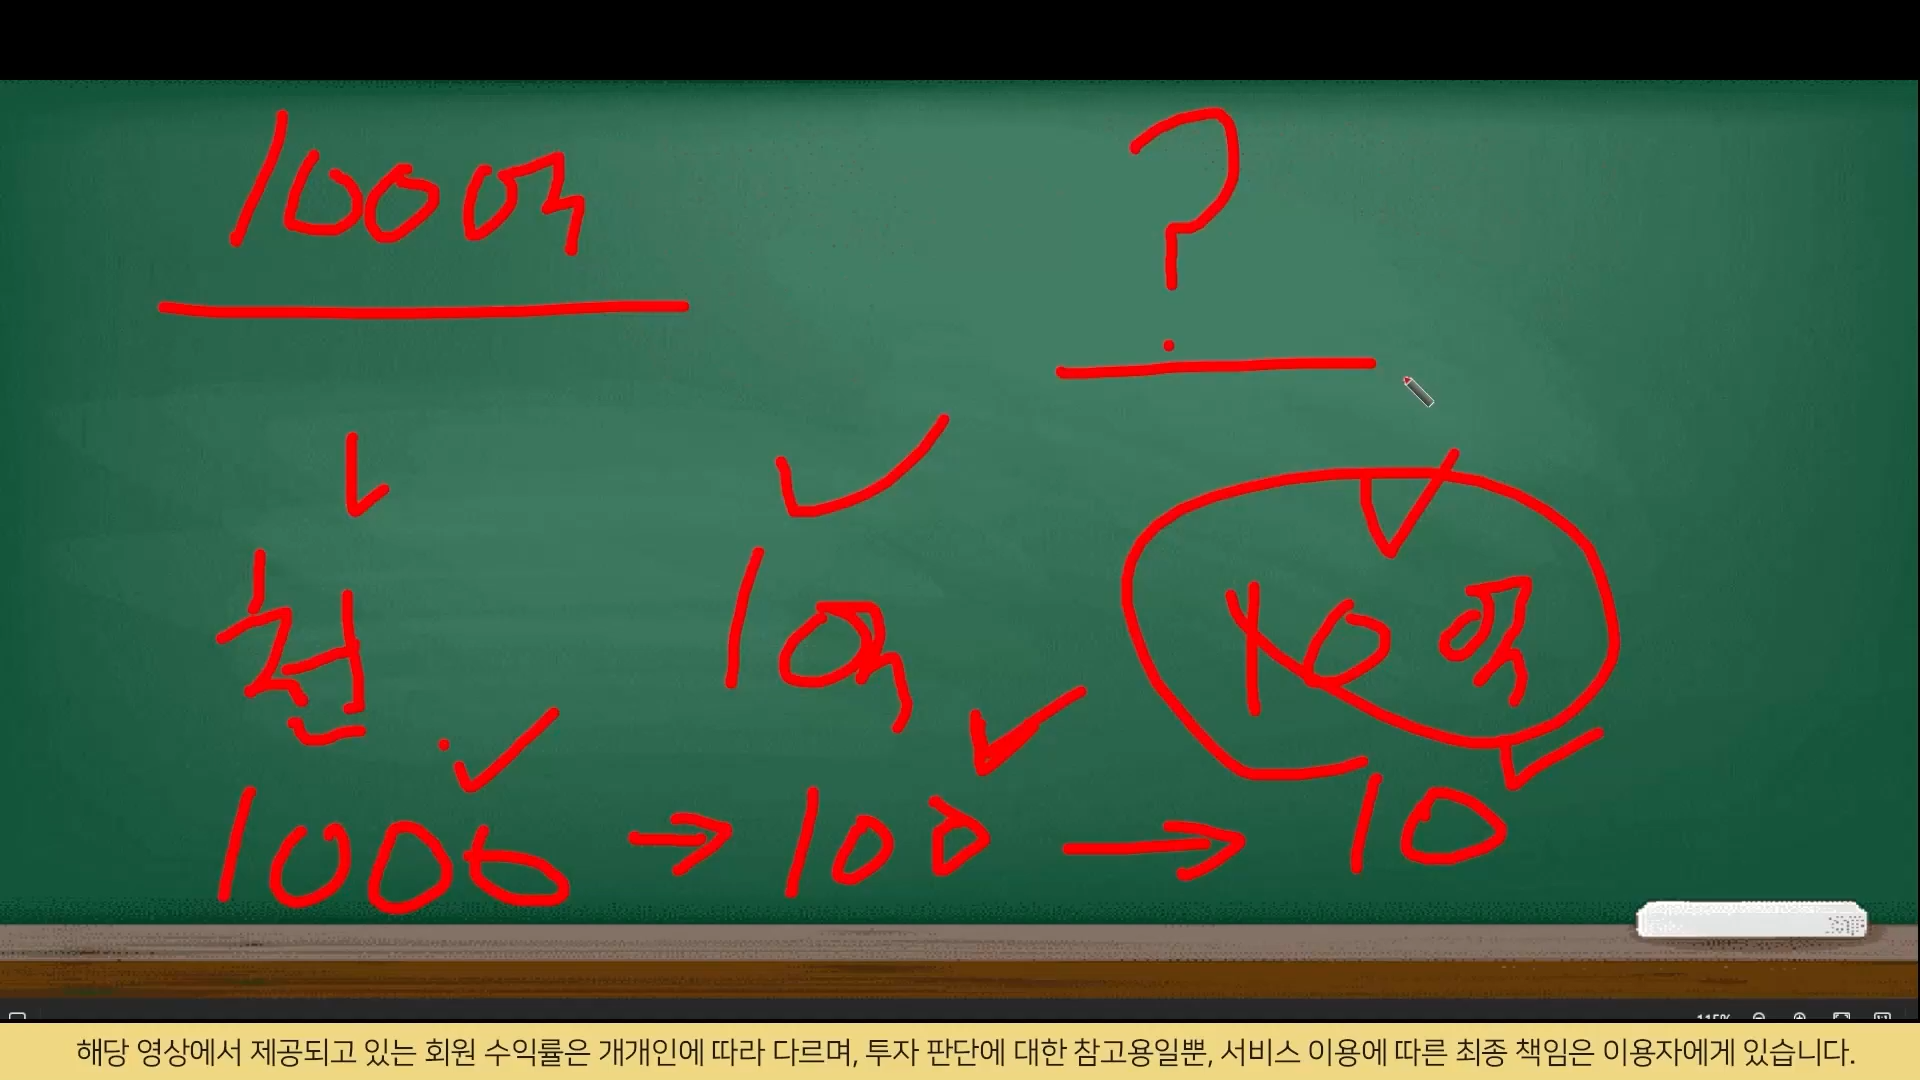 100억 ?
천 1억 10억
1000 → 100 → 10
해당 영상에서 제공되고 있는 회원 수익률은 개개인에 따라 다르며, 투자 판단에 대한 참고용일뿐, 서비스 이용에 따른 최종 책임은 이용자에게 있습니다.